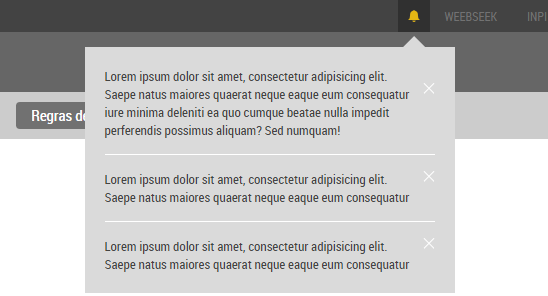 WEEBSEEK INPI
Lorem ipsum dolor sit amet, consectetur adipisicing elit.
Saepe natus maiores quaerat neque eaque eum consequatur
iure minima deleniti ea quo cumque beatae nulla impedit
perferendis possimus aliquam? Sed numquam!
Regras de
Lorem ipsum dolor sit amet, consectetur adipisicing elit.
Saepe natus maiores quaerat neque eaque eum consequatur
Lorem ipsum dolor sit amet, consectetur adipisicing elit.
Saepe natus maiores quaerat neque eaque eum consequatur